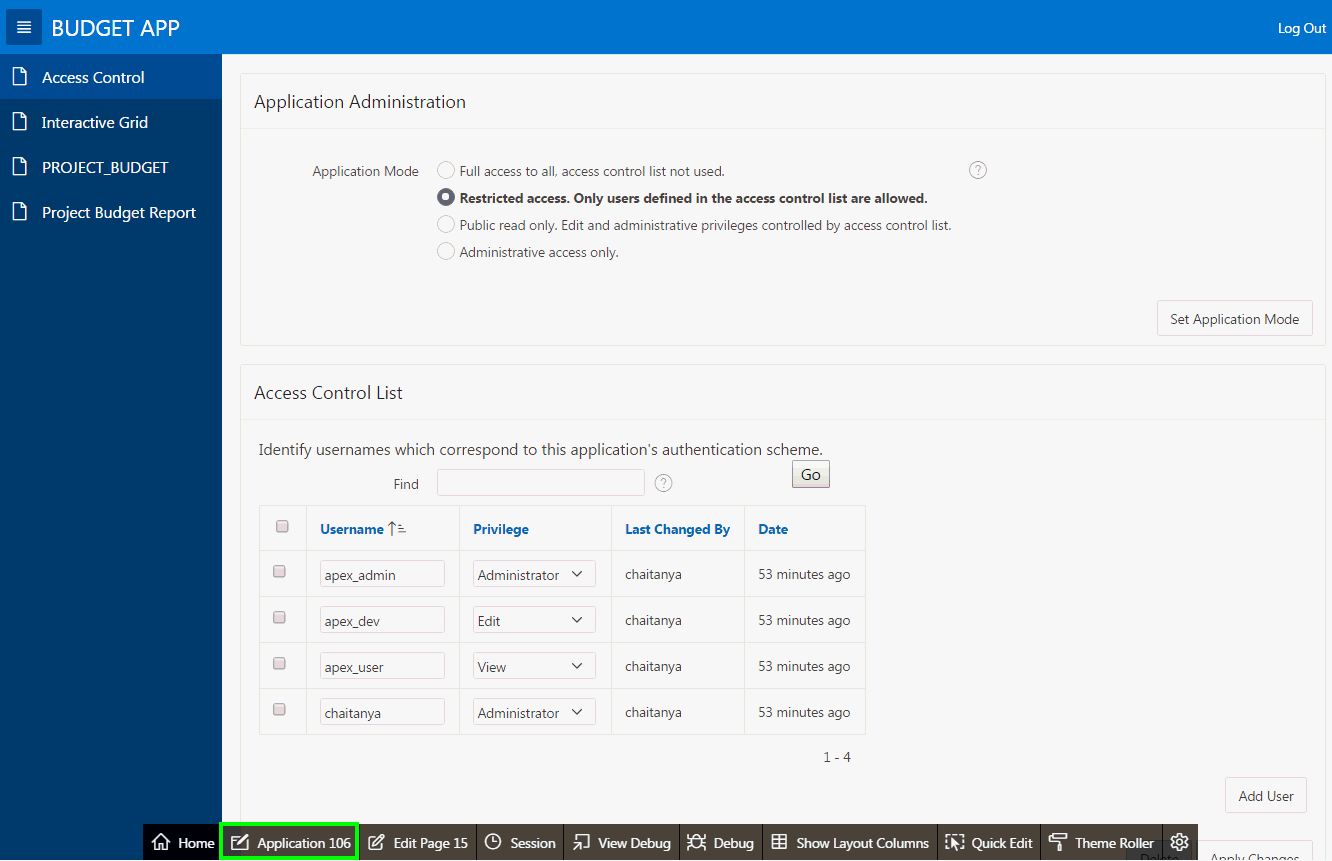 BUDGET APP
Log Out
Access Control
Interactive Grid
PROJECT_BUDGET
Project Budget Report
Application Administration
Application Mode
Full access to all, access control list not used.
?
Restricted access. Only users defined in the access control list are allowed.
Public read only. Edit and administrative privileges controlled by access control list.
Administrative access only.
Set Application Mode
Access Control List
Identify usernames which correspond to this application's authentication scheme.
Find
?
Go
Username Privilege Last Changed By Date
apex_admin Administrator chaitanya 53 minutes ago
apex_dev Edit chaitanya 53 minutes ago
apex_user View chaitanya 53 minutes ago
chaitanya Administrator chaitanya 53 minutes ago
1 - 4
Add User
Home Application 106 Edit Page 15 Session View Debug Debug Show Layout Columns Quick Edit Theme Roller
Delete Apply Changes